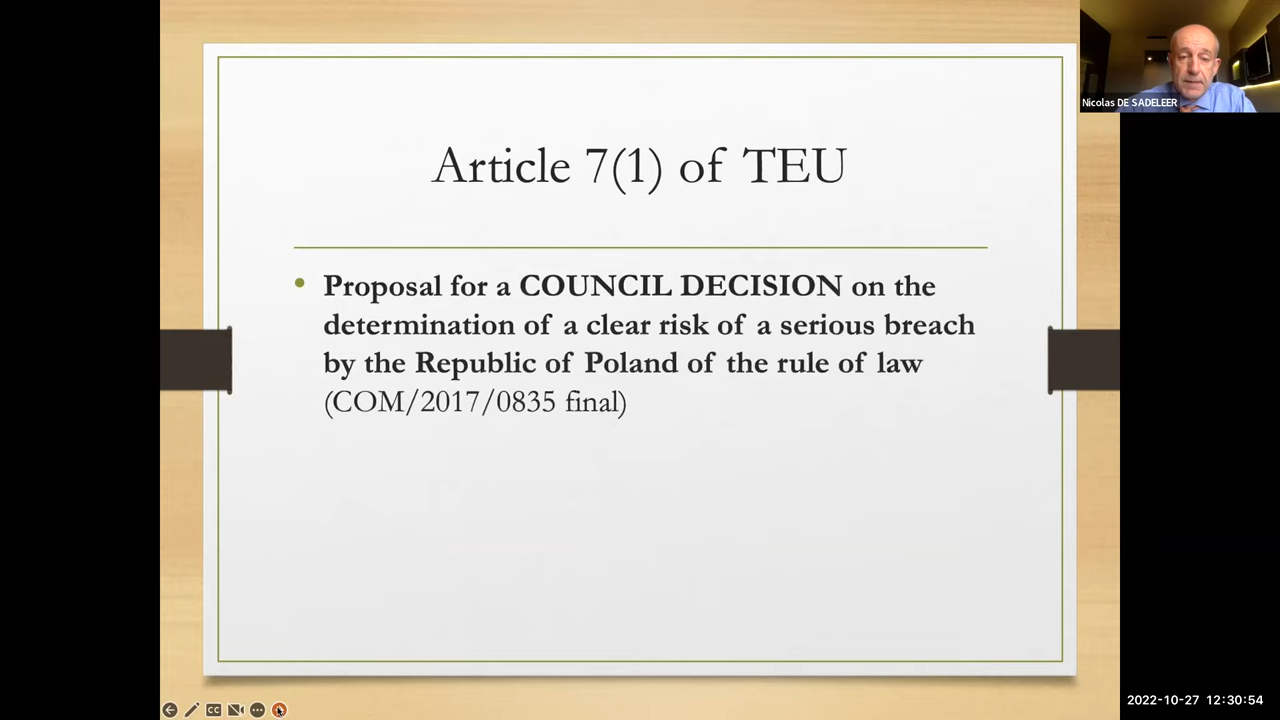 Nicolas DE SADELEER
Article 7(1) of TEU
• Proposal for a COUNCIL DECISION on the
determination of a clear risk of a serious breach
by the Republic of Poland of the rule of law
(COM/2017/0835 final)
CC
2022-10-27 12:30:54